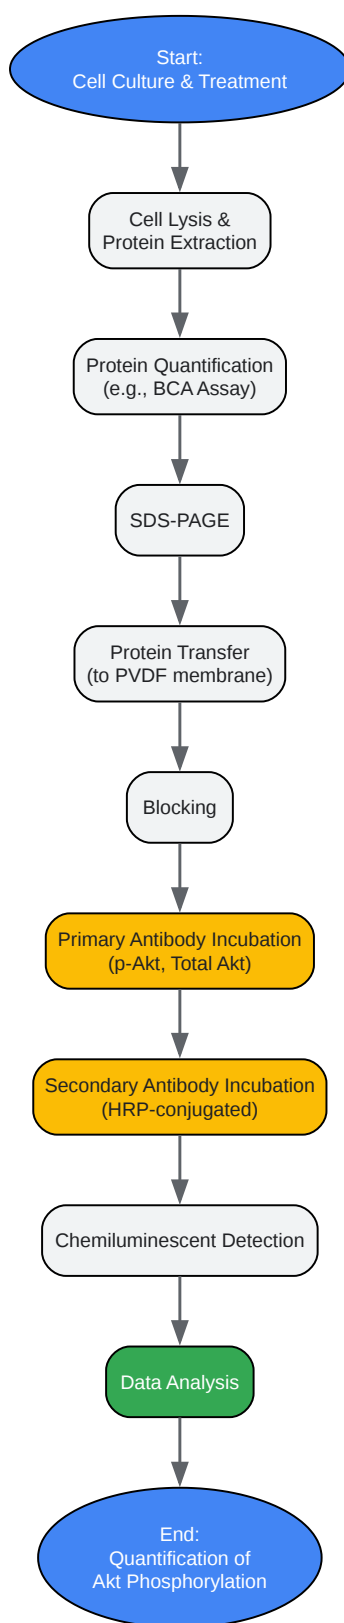 Start:
Cell Culture & Treatment
Cell Lysis &
Protein Extraction
Protein Quantification
(e.g., BCA Assay)
SDS-PAGE
Protein Transfer
(to PVDF membrane)
Blocking
Primary Antibody Incubation
(p-Akt, Total Akt)
Secondary Antibody Incubation
(HRP-conjugated)
Chemiluminescent Detection
Data Analysis
End:
Quantification of
Akt Phosphorylation